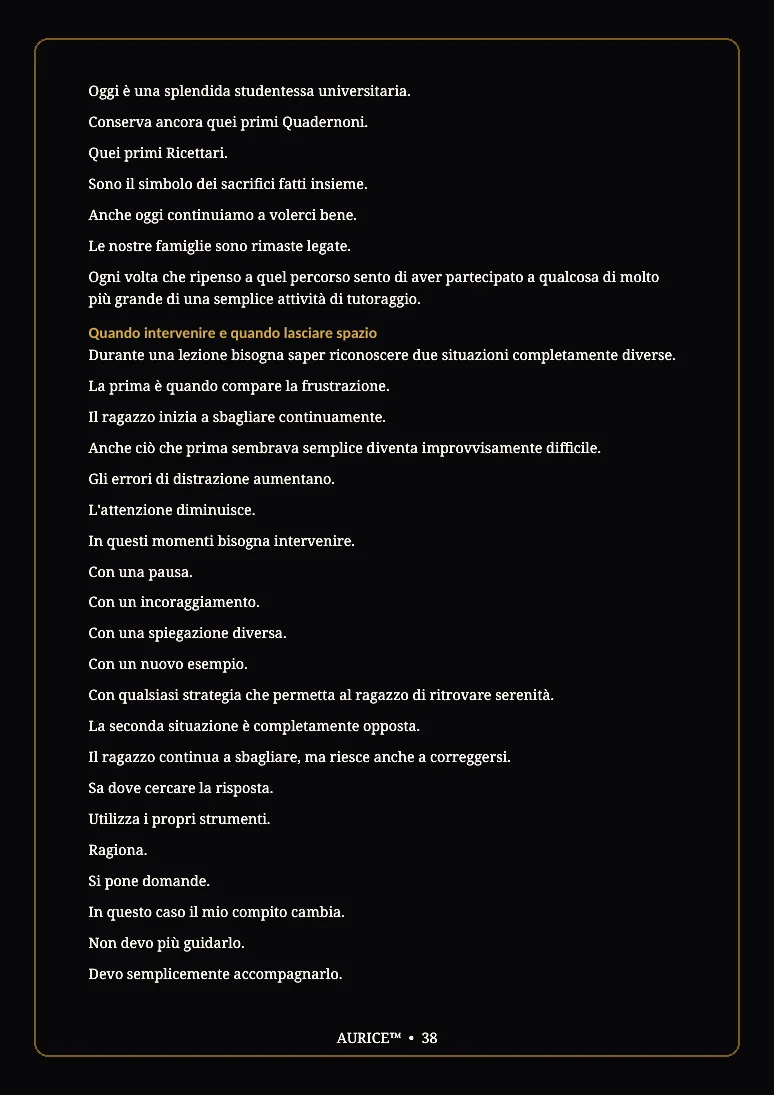 Oggi è una splendida studentessa universitaria.
Conserva ancora quei primi Quadernoni.
Quei primi Ricettari.
Sono il simbolo dei sacrifici fatti insieme.
Anche oggi continuiamo a volerci bene.
Le nostre famiglie sono rimaste legate.
Ogni volta che ripenso a quel percorso sento di aver partecipato a qualcosa di molto
più grande di una semplice attività di tutoraggio.
Quando intervenire e quando lasciare spazio
Durante una lezione bisogna saper riconoscere due situazioni completamente diverse.
La prima è quando compare la frustrazione.
Il ragazzo inizia a sbagliare continuamente.
Anche ciò che prima sembrava semplice diventa improvvisamente difficile.
Gli errori di distrazione aumentano.
L'attenzione diminuisce.
In questi momenti bisogna intervenire.
Con una pausa.
Con un incoraggiamento.
Con una spiegazione diversa.
Con un nuovo esempio.
Con qualsiasi strategia che permetta al ragazzo di ritrovare serenità.
La seconda situazione è completamente opposta.
Il ragazzo continua a sbagliare, ma riesce anche a correggersi.
Sa dove cercare la risposta.
Utilizza i propri strumenti.
Ragiona.
Si pone domande.
In questo caso il mio compito cambia.
Non devo più guidarlo.
Devo semplicemente accompagnarlo.
AURICE™ • 38